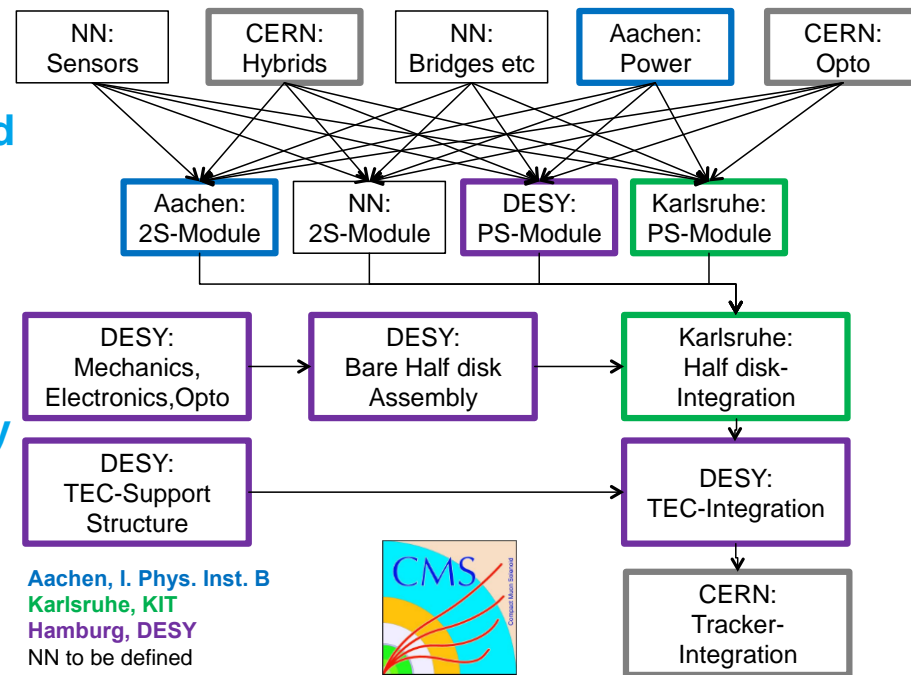 NN:
Sensors
CERN:
Hybrids
NN:
Bridges etc
Aachen:
Power
CERN:
Opto
d
Aachen:
2S-Module
NN:
2S-Module
DESY:
PS-Module
Karlsruhe:
PS-Module
DESY:
Mechanics,
Electronics,Opto
DESY:
Bare Half disk
Assembly
Karlsruhe:
Half disk-
Integration
y
DESY:
TEC-Support
Structure
DESY:
TEC-Integration
Aachen, I. Phys. Inst. B
Karlsruhe, KIT
Hamburg, DESY
NN to be defined
CMS
Compact Muon Solenoid
CERN:
Tracker-
Integration